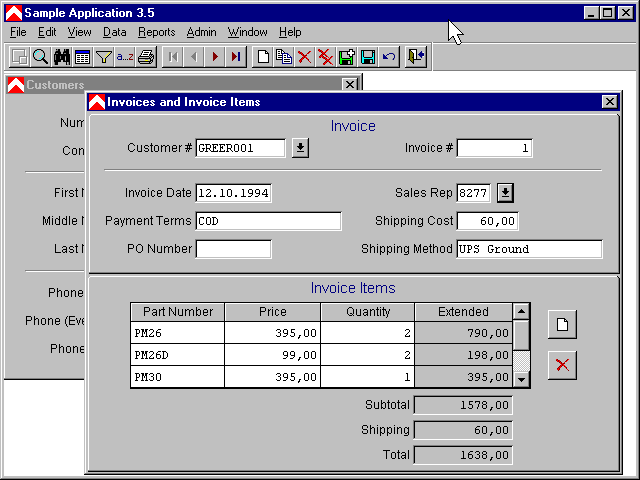 Sample Application 3.5
File Edit View Data Reports Admin Window Help
a...z
Customers
Num
Con
First N
Middle N
Last N
Phone
Phone (Eve
Phone
Invoices and Invoice Items
Invoice
Customer # GREER001 Invoice # 1
Invoice Date 12.10.1994 Sales Rep 8277
Payment Terms COD Shipping Cost 60,00
PO Number Shipping Method UPS Ground
Invoice Items
Part Number Price Quantity Extended
PM26 395,00 2 790,00
PM26D 99,00 2 198,00
PM30 395,00 1 395,00
Subtotal 1578,00
Shipping 60,00
Total 1638,00